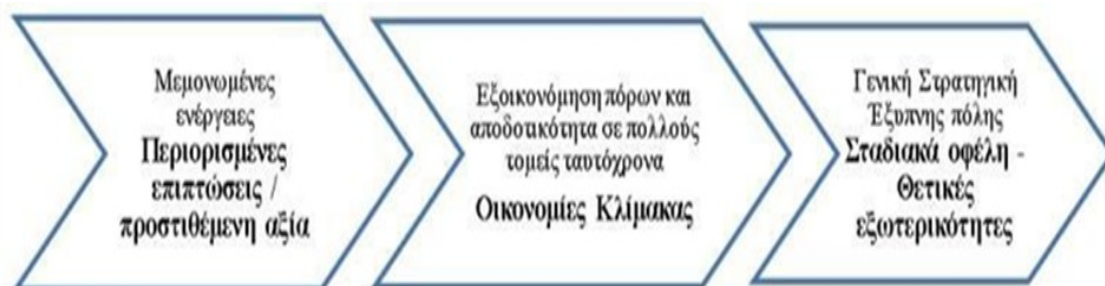 Μεμονωμένες
ενέργειες
Περιορισμένες
επιπτώσεις /
προστιθέμενη αξία
Εξοικονόμηση πόρων και
αποδοτικότητα σε πολλούς
τομείς ταυτόχρονα
Οικονομίες Κλίμακας
Γενική Στρατηγική
Έξυπνης πόλης
Σταδιακά οφέλη -
Θετικές
εξωτερικότητες